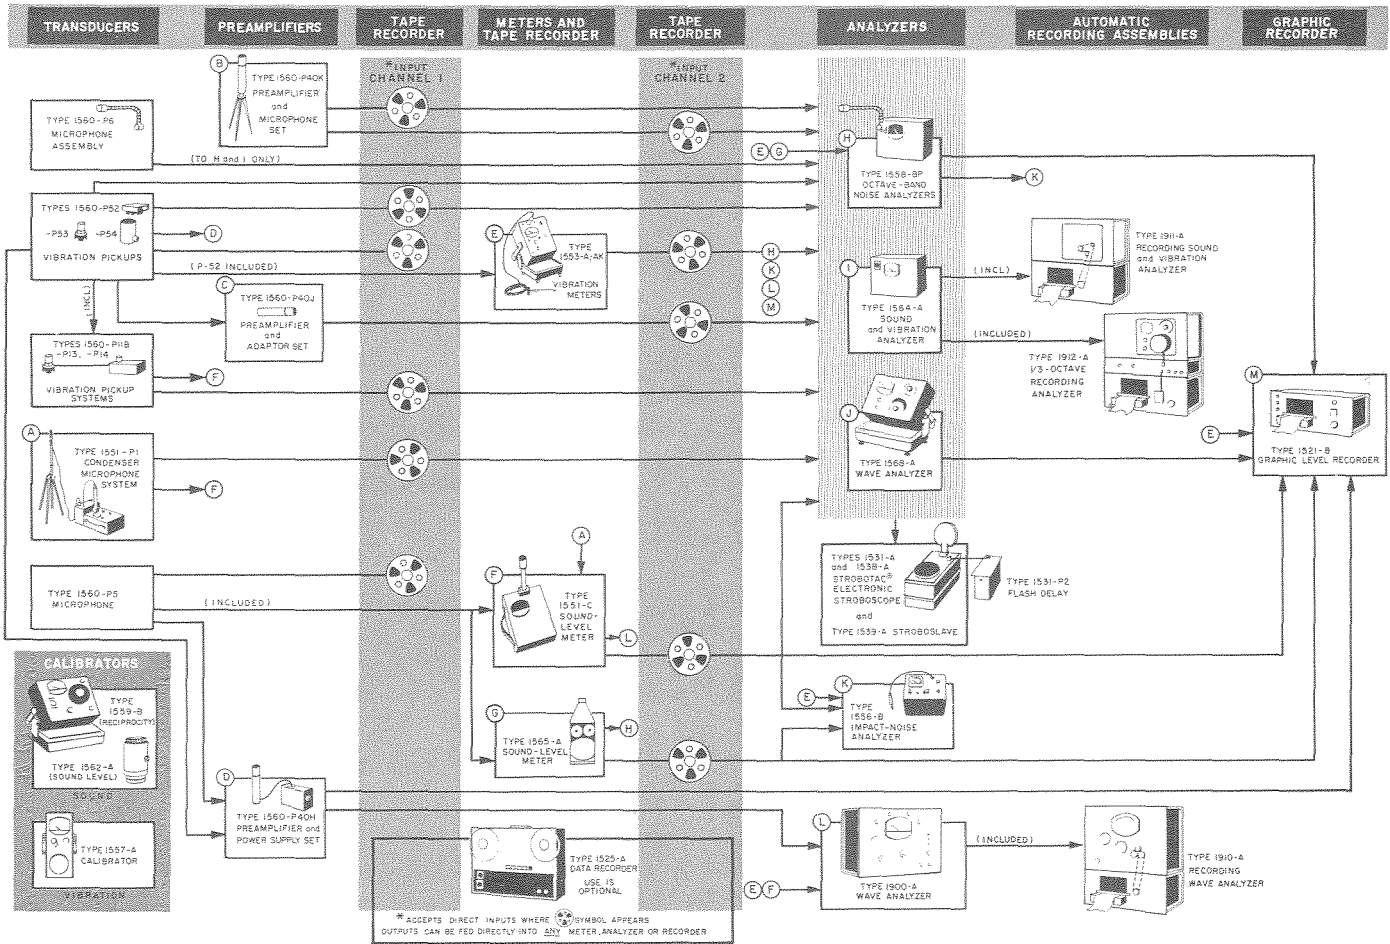 TRANSDUCERS
PREAMPLIFIERS
TAPE
RECORDER
METERS AND
TAPE RECORDER
TAPE
RECORDER
ANALYZERS
AUTOMATIC
RECORDING ASSEMBLIES
GRAPHIC
RECORDER
*INPUT
CHANNEL 1
*INPUT
CHANNEL 2
B
TYPE 1560-P40K
PREAMPLIFIER
and
MICROPHONE
SET
TYPE 1560-P6
MICROPHONE
ASSEMBLY
(TO H and I ONLY)
E G
H
TYPE 1558-BP
OCTAVE-BAND
NOISE ANALYZERS
K
TYPES 1560-P52
-P53 -P54
VIBRATION PICKUPS
D
(P-52 INCLUDED)
(INCL)
E
TYPE
1553-A;AK
VIBRATION
METERS
H
K
L
M
I
TYPE 1564-A
SOUND
and VIBRATION
ANALYZER
(INCL)
TYPE 1911-A
RECORDING SOUND
and VIBRATION
ANALYZER
(INCLUDED)
TYPE 1912-A
1/3-OCTAVE
RECORDING
ANALYZER
C
TYPE 1560-P40J
PREAMPLIFIER
and
ADAPTOR SET
TYPES 1560-P11B
-P13, -P14
VIBRATION PICKUP
SYSTEMS
F
J
TYPE 1568-A
WAVE ANALYZER
M
E
TYPE 1521-B
GRAPHIC LEVEL RECORDER
A
TYPE 1551-P1
CONDENSER
MICROPHONE
SYSTEM
F
TYPES 1531-A
and 1538-A
STROBOTAC®
ELECTRONIC
STROBOSCOPE
and
TYPE 1539-A STROBOSLAVE
TYPE 1531-P2
FLASH DELAY
TYPE 1560-P5
MICROPHONE
(INCLUDED)
A
F
TYPE
1551-C
SOUND-
LEVEL
METER
L
CALIBRATORS
TYPE
1559-B
(RECIPROCITY)
TYPE 1562-A
(SOUND LEVEL)
SOUND
TYPE 1557-A
CALIBRATOR
VIBRATION
G
TYPE 1565-A
SOUND-LEVEL
METER
H
E
K
TYPE
1556-B
IMPACT-NOISE
ANALYZER
D
TYPE 1560-P40H
PREAMPLIFIER and
POWER SUPPLY SET
TYPE 1525-A
DATA RECORDER
USE IS
OPTIONAL
* ACCEPTS DIRECT INPUTS WHERE SYMBOL APPEARS
OUTPUTS CAN BE FED DIRECTLY INTO ANY METER, ANALYZER OR RECORDER
E F
L
TYPE 1900-A
WAVE ANALYZER
(INCLUDED)
TYPE 1910-A
RECORDING
WAVE ANALYZER